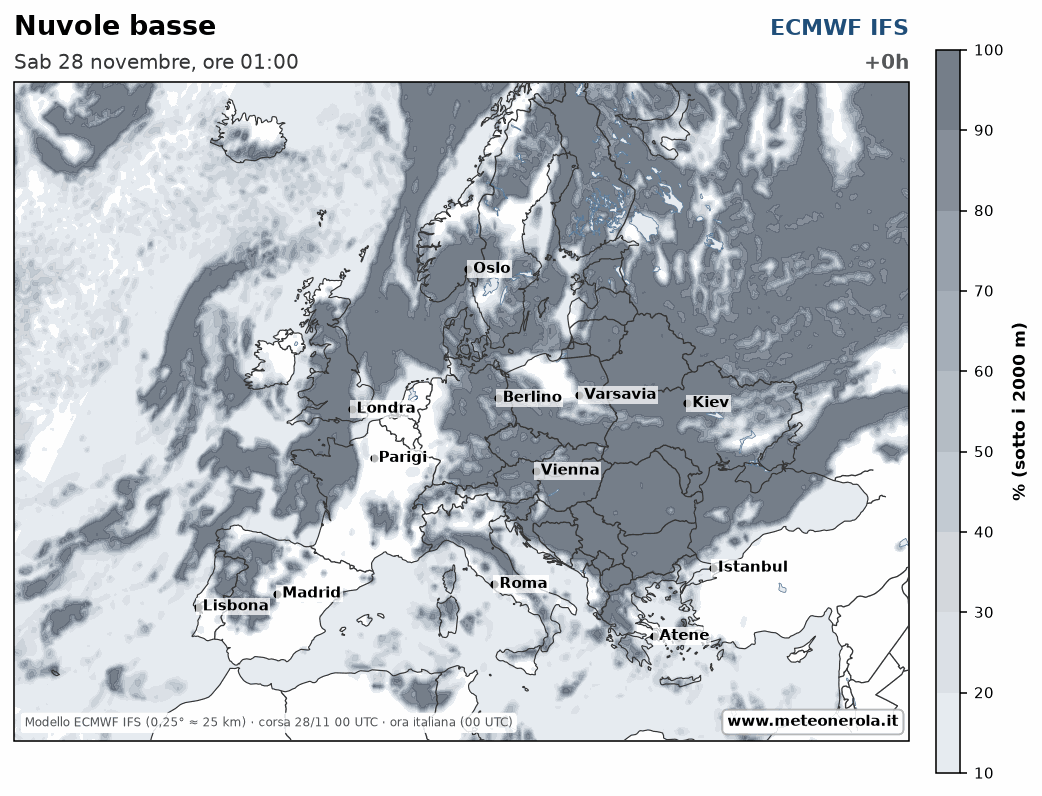 Nuvole basse
ECMWF IFS
Sab 28 novembre, ore 01:00
+0h
100
90
80
70
60
50
40
30
20
10
% (sotto i 2000 m)
Oslo
Londra
Berlino
Varsavia
Kiev
Parigi
Vienna
Istanbul
Roma
Madrid
Lisbona
Atene
Modello ECMWF IFS (0,25° ≈ 25 km) · corsa 28/11 00 UTC · ora italiana (00 UTC)
www.meteonerola.it